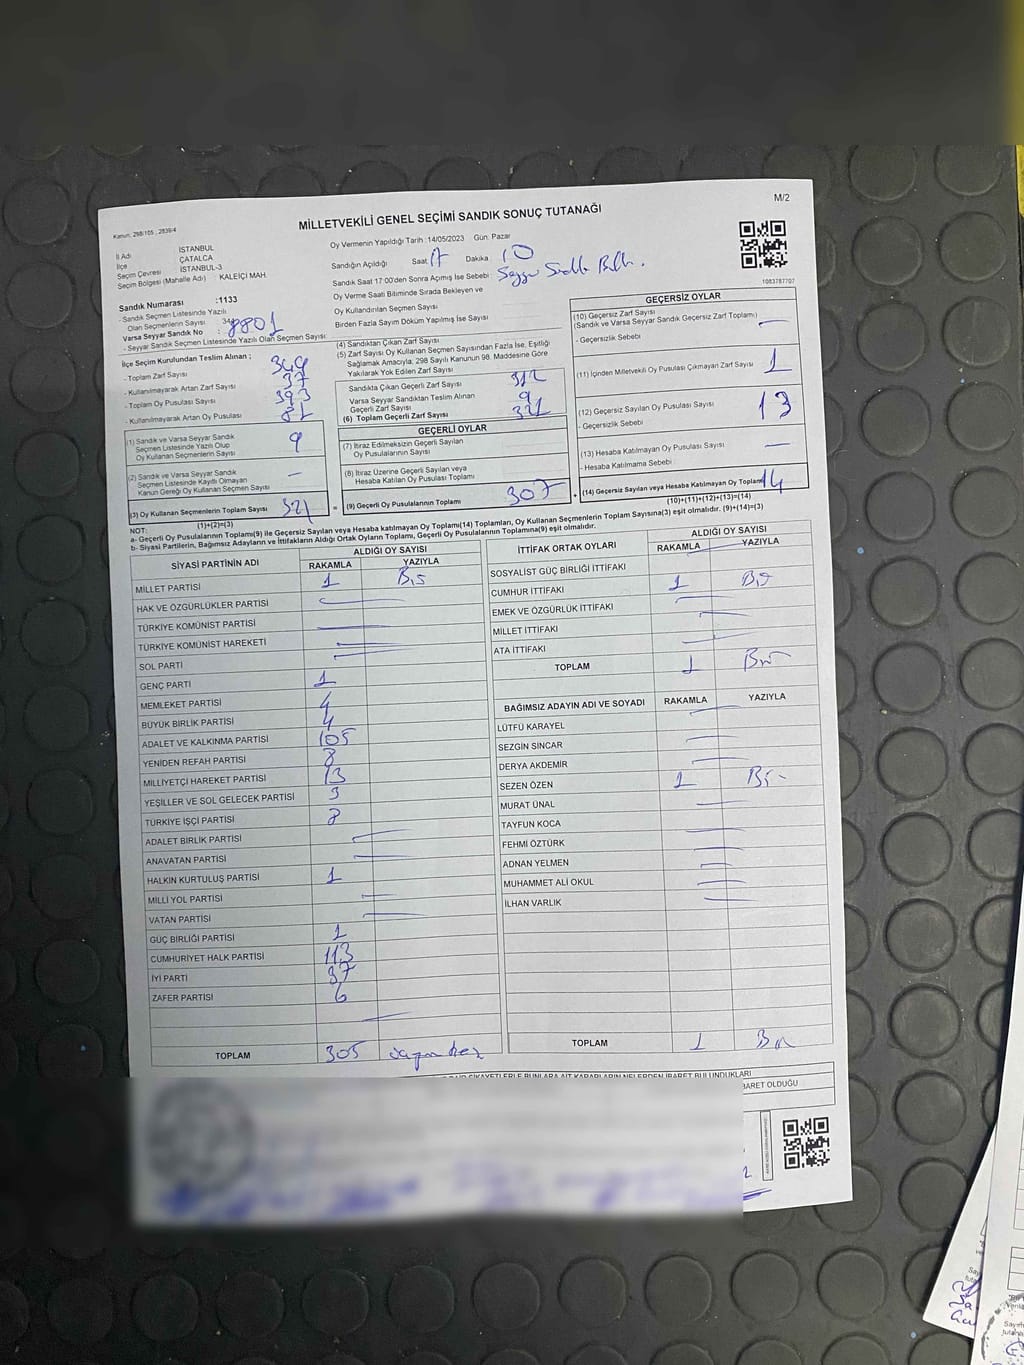 M/2
Kanun: 298/105 , 2839/4
MİLLETVEKİLİ GENEL SEÇİMİ SANDIK SONUÇ TUTANAĞI
İl Adı : İSTANBUL
İlçe ÇATALCA
Seçim Çevresi İSTANBUL-3
Seçim Bölgesi (Mahalle Adı) KALEİÇİ MAH.
Oy Vermenin Yapıldığı Tarih :14/05/2023 Gün: Pazar
Sandığın Açıldığı Saat 17 Dakika 10
Sandık Saat 17:00'den Sonra Açılmış İse Sebebi :
Oy Verme Saati Bitiminde Sırada Bekleyen ve
Oy Kullandırılan Seçmen Sayısı
Birden Fazla Sayım Döküm Yapılmış İse Sayısı
1083787707
Sandık Numarası :1133
- Sandık Seçmen Listesinde Yazılı
Olan Seçmenlerin Sayısı
Varsa Seyyar Sandık No : 8801
- Seyyar Sandık Seçmen Listesinde Yazılı Olan Seçmen Sayısı
İlçe Seçim Kurulundan Teslim Alınan ;
- Toplam Zarf Sayısı 349
- Kullanılmayarak Artan Zarf Sayısı 37
- Toplam Oy Pusulası Sayısı 393
- Kullanılmayarak Artan Oy Pusulası 81
(1) Sandık ve Varsa Seyyar Sandık
Seçmen Listesinde Yazılı Olup
Oy Kullanan Seçmenlerin Sayısı 9
(2) Sandık ve Varsa Seyyar Sandık
Seçmen Listesinde Kayıtlı Olmayan
Kanun Gereği Oy Kullanan Seçmen Sayısı -
(3) Oy Kullanan Seçmenlerin Toplam Sayısı 321
(1)+(2)=(3)
(4) Sandıktan Çıkan Zarf Sayısı
(5) Zarf Sayısı Oy Kullanan Seçmen Sayısından Fazla İse, Eşitliği
Sağlamak Amacıyla, 298 Sayılı Kanunun 98. Maddesine Göre
Yakılarak Yok Edilen Zarf Sayısı
Sandıkta Çıkan Geçerli Zarf Sayısı 312
Varsa Seyyar Sandıktan Teslim Alınan
Geçerli Zarf Sayısı 9
(6) Toplam Geçerli Zarf Sayısı 321
GEÇERLİ OYLAR
(7) İtiraz Edilmeksizin Geçerli Sayılan
Oy Pusulalarının Sayısı
(8) İtiraz Üzerine Geçerli Sayılan veya
Hesaba Katılan Oy Pusulası Toplamı
= (9) Geçerli Oy Pusulalarının Toplamı 307
GEÇERSİZ OYLAR
(10) Geçersiz Zarf Sayısı
(Sandık ve Varsa Seyyar Sandık Geçersiz Zarf Toplamı) -
- Geçersizlik Sebebi
(11) İçinden Milletvekili Oy Pusulası Çıkmayan Zarf Sayısı 1
(12) Geçersiz Sayılan Oy Pusulası Sayısı 13
- Geçersizlik Sebebi
(13) Hesaba Katılmayan Oy Pusulası Sayısı -
- Hesaba Katılmama Sebebi
+ (14) Geçersiz Sayılan veya Hesaba Katılmayan Oy Toplamı 14
(10)+(11)+(12)+(13)=(14)
NOT:
a- Geçerli Oy Pusulasının Toplamı(9) ile Geçersiz Sayılan veya Hesaba katılmayan Oy Toplamı(14) Toplamları, Oy Kullanan Seçmenlerin Toplam Sayısına(3) eşit olmalıdır. (9)+(14)=(3)
b- Siyasi Partilerin, Bağımsız Adayların ve İttifakların Aldığı Ortak Oyların Toplamı, Geçerli Oy Pusulalarının Toplamına(9) eşit olmalıdır.
SİYASİ PARTİNİN ADI ALDIĞI OY SAYISI
RAKAMLA YAZIYLA
MİLLET PARTİSİ 1 Bir
HAK VE ÖZGÜRLÜKLER PARTİSİ
TÜRKİYE KOMÜNİST PARTİSİ
TÜRKİYE KOMÜNİST HAREKETİ
SOL PARTİ
GENÇ PARTİ 1
MEMLEKET PARTİSİ 4
BÜYÜK BİRLİK PARTİSİ 4
ADALET VE KALKINMA PARTİSİ 105
YENİDEN REFAH PARTİSİ 8
MİLLİYETÇİ HAREKET PARTİSİ 13
YEŞİLLER VE SOL GELECEK PARTİSİ 3
TÜRKİYE İŞÇİ PARTİSİ 8
ADALET BİRLİK PARTİSİ
ANAVATAN PARTİSİ
HALKIN KURTULUŞ PARTİSİ 1
MİLLİ YOL PARTİSİ
VATAN PARTİSİ
GÜÇ BİRLİĞİ PARTİSİ 1
CUMHURİYET HALK PARTİSİ 113
İYİ PARTİ 37
ZAFER PARTİSİ 6
TOPLAM 305
İTTİFAK ORTAK OYLARI ALDIĞI OY SAYISI
RAKAMLA YAZIYLA
SOSYALİST GÜÇ BİRLİĞİ İTTİFAKI
CUMHUR İTTİFAKI 1 Bir
EMEK VE ÖZGÜRLÜK İTTİFAKI
MİLLET İTTİFAKI
ATA İTTİFAKI
TOPLAM 1 Bir
BAĞIMSIZ ADAYIN ADI VE SOYADI RAKAMLA YAZIYLA
LÜTFÜ KARAYEL
SEZGİN SİNCAR
DERYA AKDEMİR
SEZEN ÖZEN 1 Bir
MURAT ÜNAL
TAYFUN KOCA
FEHMİ ÖZTÜRK
ADNAN YELMEN
MUHAMMET ALİ OKUL
İLHAN VARLIK
TOPLAM 1 Bir
BARET OLDUĞU